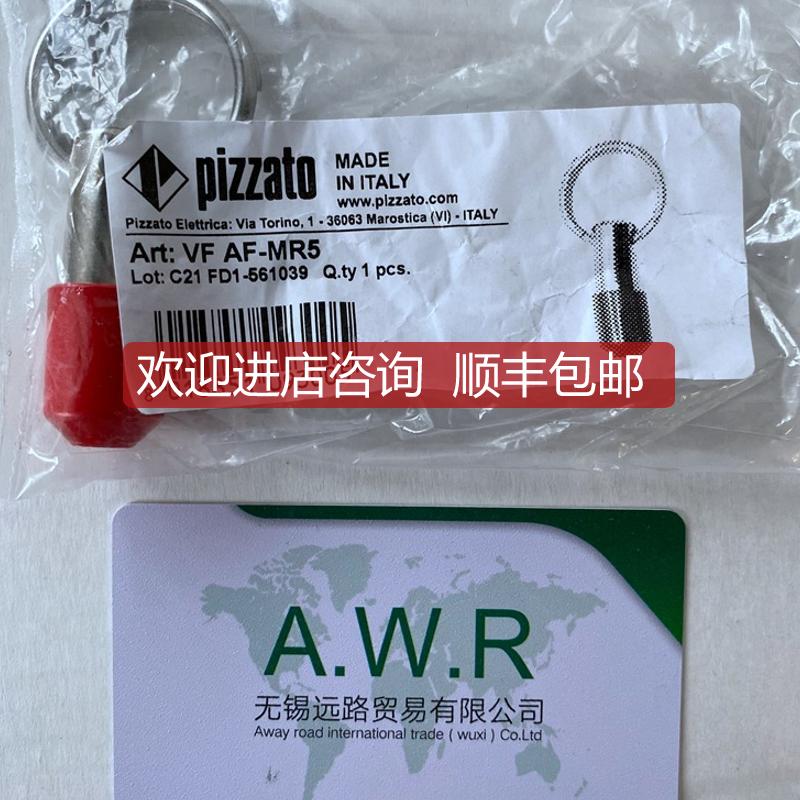 pizzato
MADE
IN ITALY
www.pizzato.com
Pizzato Elettrica: Via Torino, 1 - 36063 Marostica (VI) - ITALY
Art: VF AF-MR5
Lot: C21 FD1-561039 Q.ty 1 pcs.
欢迎进店咨询 顺丰包邮
A.W.R
无锡远路贸易有限公司
Away road international trade ( wuxi ) Co.Ltd